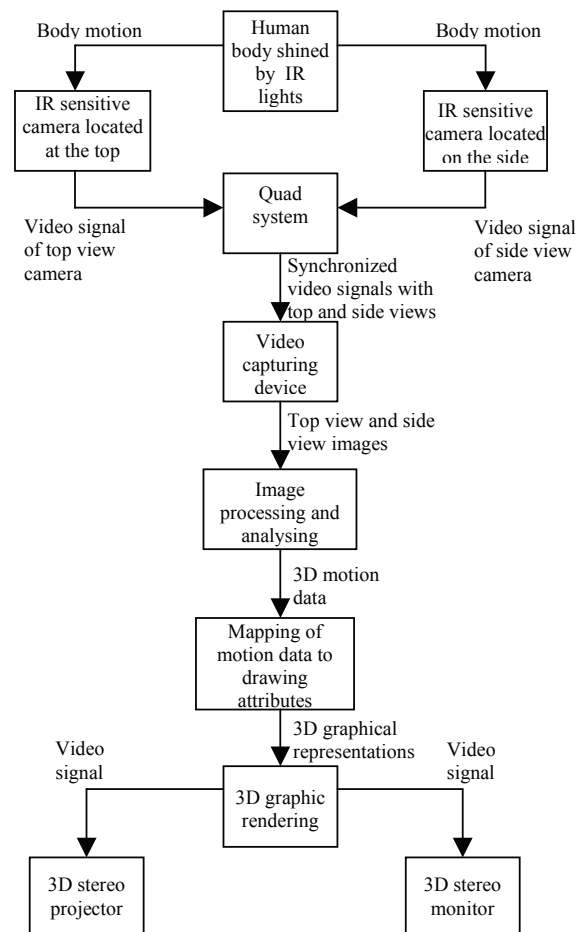 Body motion
Human
body shined
by IR
lights
Body motion
IR sensitive
camera located
at the top
IR sensitive
camera located
on the side
Video signal
of top view
camera
Quad
system
Video signal
of side view
camera
Synchronized
video signals with
top and side views
Video
capturing
device
Top view and side
view images
Image
processing and
analysing
3D motion
data
Mapping of
motion data to
drawing
attributes
3D graphical
representations
Video
signal
Video
signal
3D graphic
rendering
3D stereo
projector
3D stereo
monitor